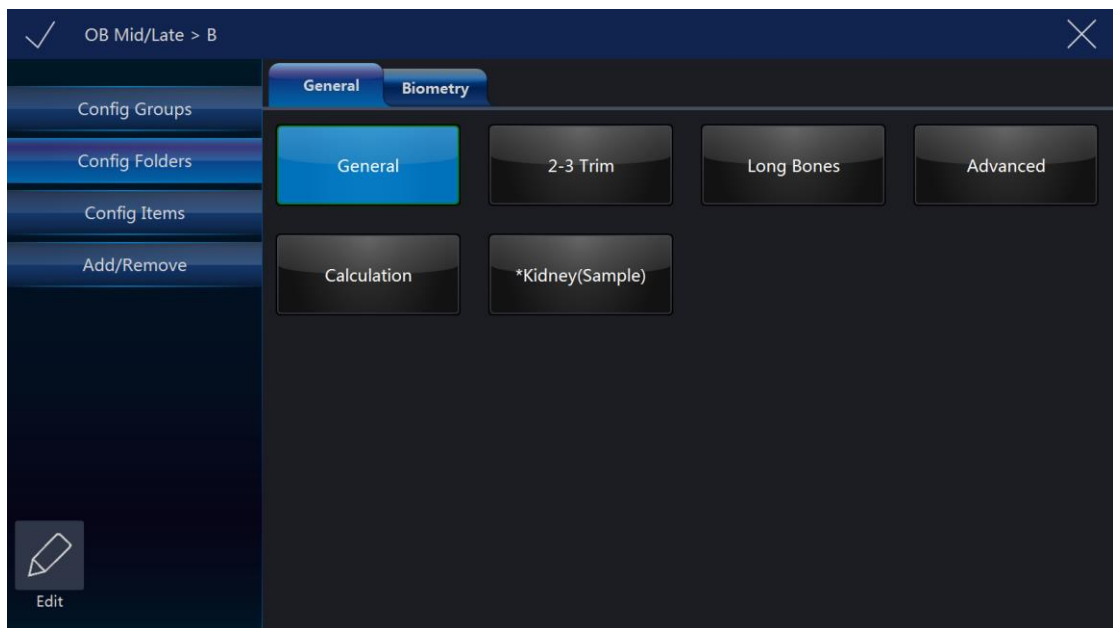 OB Mid/Late > B
Config Groups
Config Folders
Config Items
Add/Remove
Edit
General Biometry
General 2-3 Trim Long Bones Advanced
Calculation *Kidney(Sample)